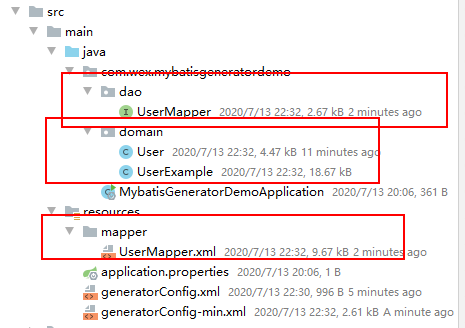 src
main
java
com.wex.mybatisgeneratordemo
dao
UserMapper 2020/7/13 22:32, 2.67 kB 2 minutes ago
domain
User 2020/7/13 22:32, 4.47 kB 11 minutes ago
UserExample 2020/7/13 22:32, 18.67 kB
MybatisGeneratorDemoApplication 2020/7/13 20:06, 361 B
resources
mapper
UserMapper.xml 2020/7/13 22:32, 9.67 kB 2 minutes ago
application.properties 2020/7/13 20:06, 1 B
generatorConfig.xml 2020/7/13 22:30, 996 B 5 minutes ago
generatorConfig-min.xml 2020/7/13 22:32, 2.61 kB A minute ago